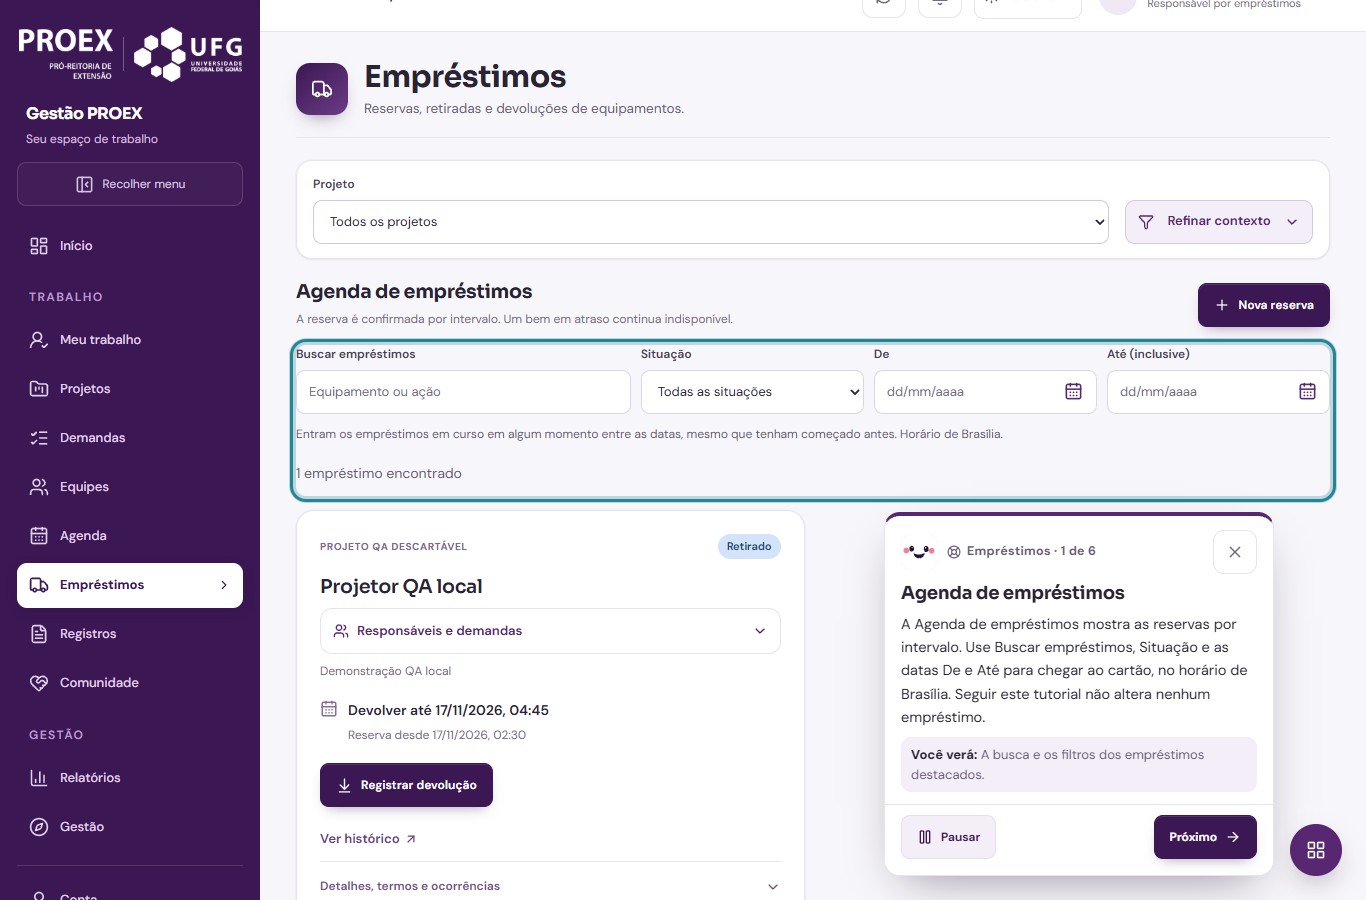 PROEX
PRÓ-REITORIA DE
EXTENSÃO
UFG
UNIVERSIDADE
FEDERAL DE GOIÁS
Gestão PROEX
Seu espaço de trabalho
Recolher menu
Início
TRABALHO
Meu trabalho
Projetos
Demandas
Equipes
Agenda
Empréstimos
Registros
Comunidade
GESTÃO
Relatórios
Gestão
Conta
Responsável por empréstimos
Empréstimos
Reservas, retiradas e devoluções de equipamentos.
Projeto
Todos os projetos
Refinar contexto
Agenda de empréstimos
A reserva é confirmada por intervalo. Um bem em atraso continua indisponível.
Nova reserva
Buscar empréstimos
Situação
De
Até (inclusive)
Equipamento ou ação
Todas as situações
dd/mm/aaaa
dd/mm/aaaa
Entram os empréstimos em curso em algum momento entre as datas, mesmo que tenham começado antes. Horário de Brasília.
1 empréstimo encontrado
PROJETO QA DESCARTÁVEL
Retirado
Projetor QA local
Responsáveis e demandas
Demonstração QA local
Devolver até 17/11/2026, 04:45
Reserva desde 17/11/2026, 02:30
Registrar devolução
Ver histórico
Detalhes, termos e ocorrências
Empréstimos · 1 de 6
Agenda de empréstimos
A Agenda de empréstimos mostra as reservas por
intervalo. Use Buscar empréstimos, Situação e as
datas De e Até para chegar ao cartão, no horário de
Brasília. Seguir este tutorial não altera nenhum
empréstimo.
Você verá: A busca e os filtros dos empréstimos
destacados.
Pausar
Próximo